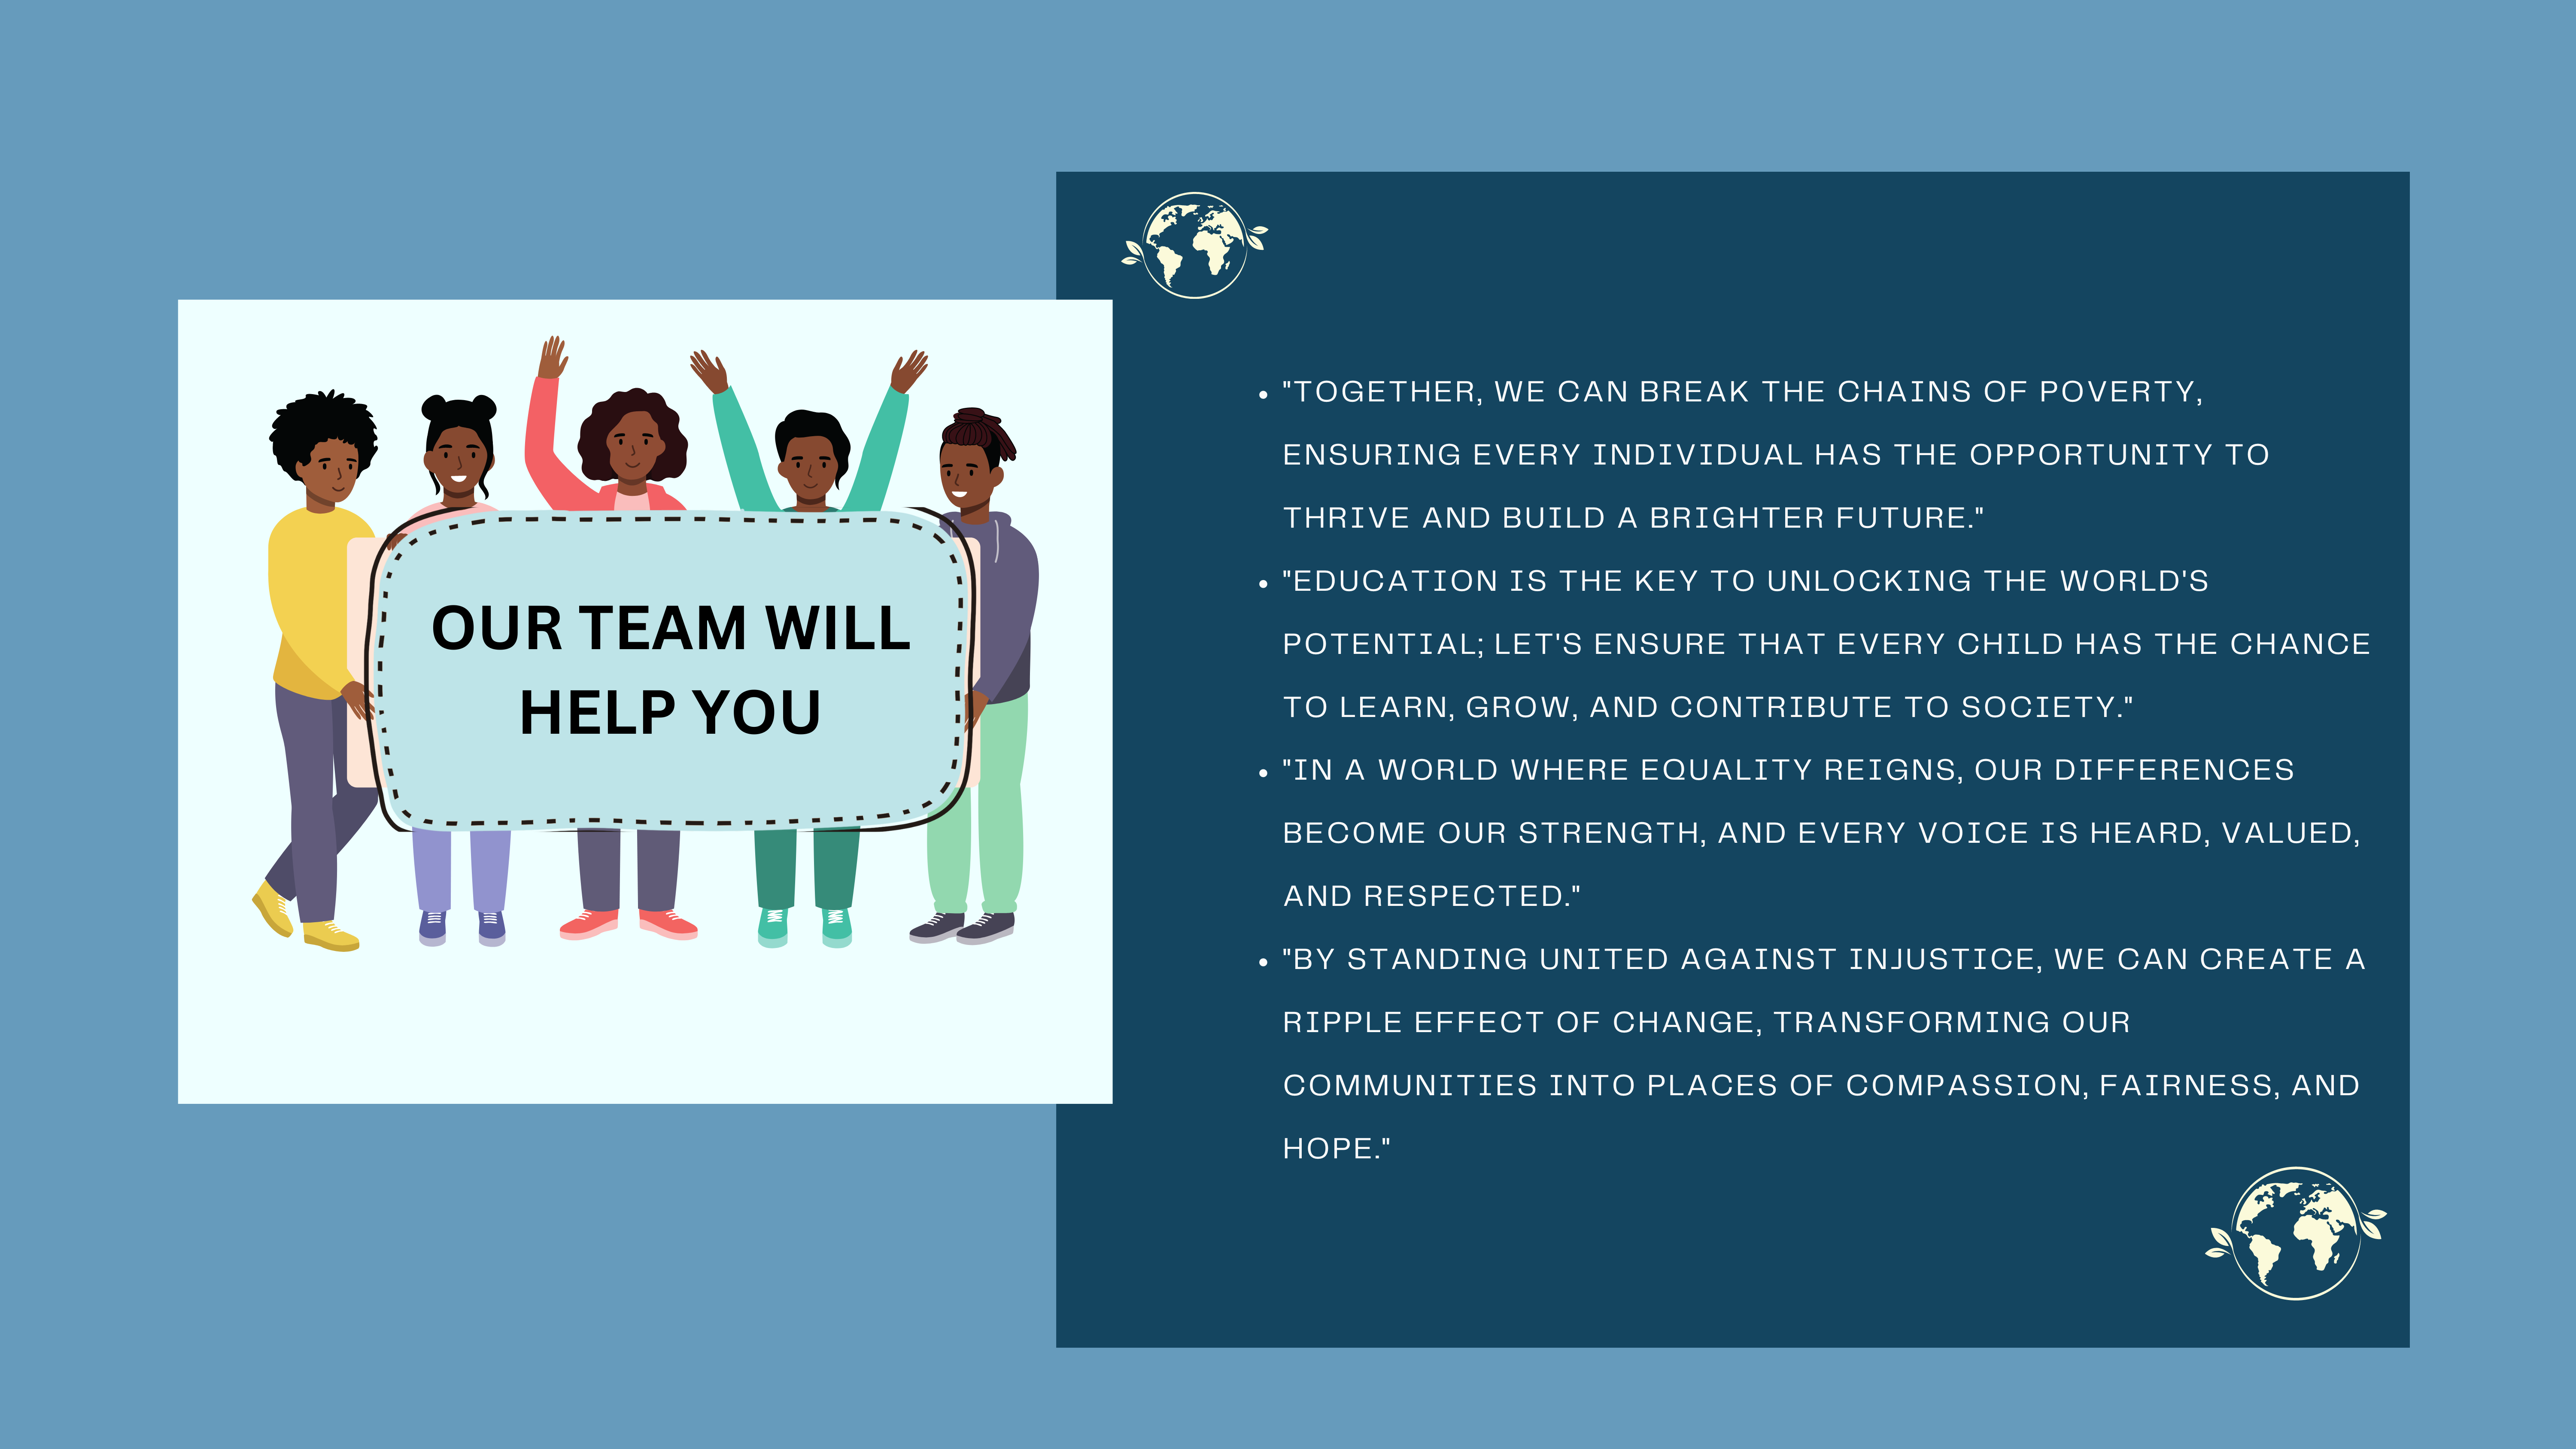 OUR TEAM WILL
HELP YOU
• "TOGETHER, WE CAN BREAK THE CHAINS OF POVERTY,
ENSURING EVERY INDIVIDUAL HAS THE OPPORTUNITY TO
THRIVE AND BUILD A BRIGHTER FUTURE."
• "EDUCATION IS THE KEY TO UNLOCKING THE WORLD'S
POTENTIAL; LET'S ENSURE THAT EVERY CHILD HAS THE CHANCE
TO LEARN, GROW, AND CONTRIBUTE TO SOCIETY."
• "IN A WORLD WHERE EQUALITY REIGNS, OUR DIFFERENCES
BECOME OUR STRENGTH, AND EVERY VOICE IS HEARD, VALUED,
AND RESPECTED."
• "BY STANDING UNITED AGAINST INJUSTICE, WE CAN CREATE A
RIPPLE EFFECT OF CHANGE, TRANSFORMING OUR
COMMUNITIES INTO PLACES OF COMPASSION, FAIRNESS, AND
HOPE."